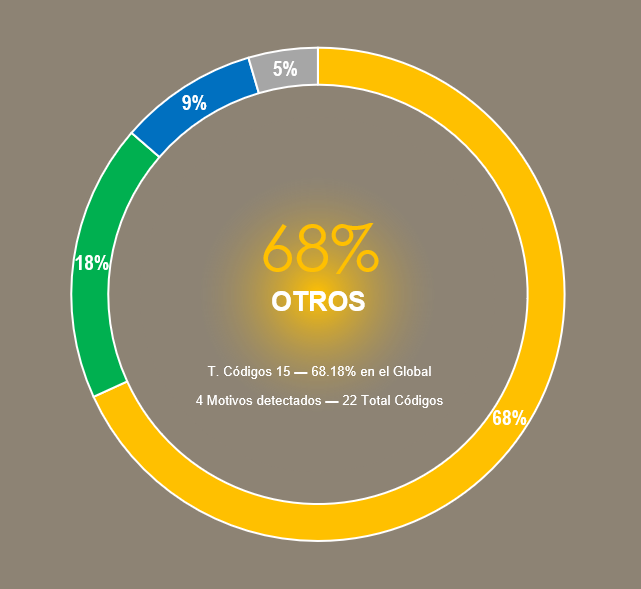 5%
9%
18%
68%
OTROS
T. Códigos 15 — 68.18% en el Global
4 Motivos detectados — 22 Total Códigos
68%